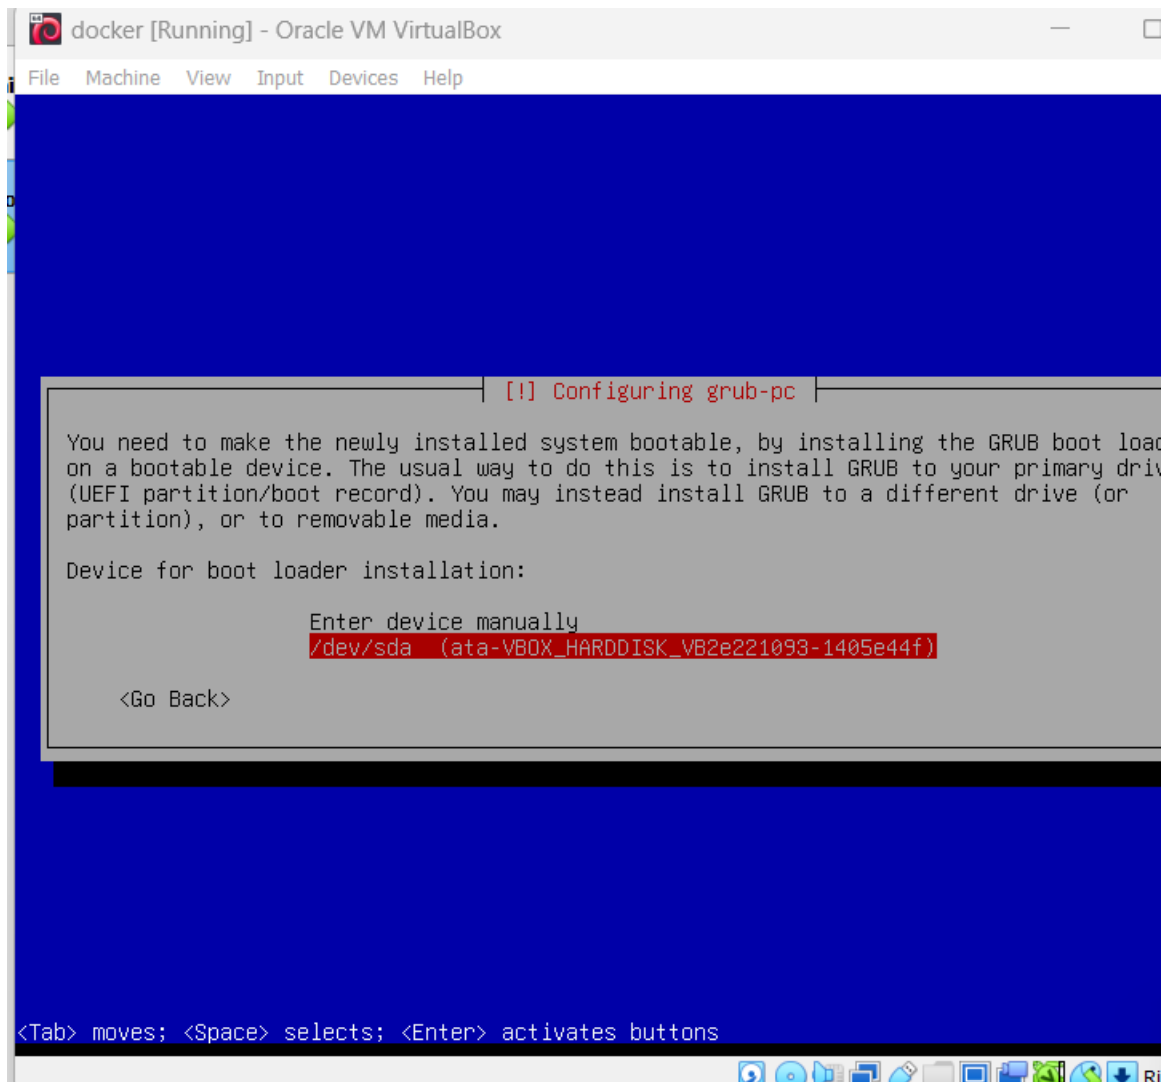 docker [Running] - Oracle VM VirtualBox
File Machine View Input Devices Help
[!] Configuring grub-pc
You need to make the newly installed system bootable, by installing the GRUB boot
on a bootable device. The usual way to do this is to install GRUB to your primary
(UEFI partition/boot record). You may instead install GRUB to a different drive (or
partition), or to removable media.
Device for boot loader installation:
Enter device manually
/dev/sda (ata-VBOX_HARDDISK_VB2e221093-1405e44f)
<Go Back>
<Tab> moves; <Space> selects; <Enter> activates buttons